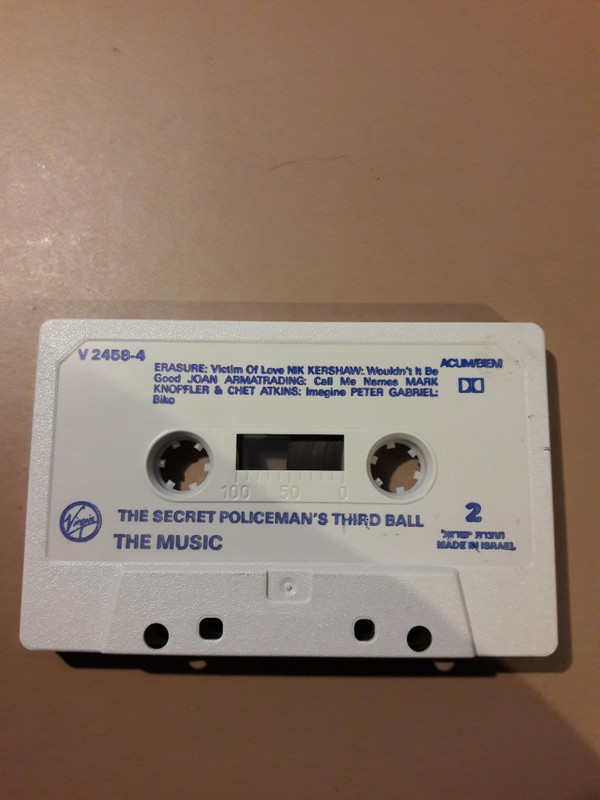 V 2458-4
ERASURE: Victim Of Love NIK KERSHAW: Wouldn't It Be
Good JOAN ARMATRADING: Call Me Names MARK
KNOPFLER & CHET ATKINS: Imagine PETER GABRIEL:
Biko
ACUM/BIEM
100 50 0
Virgin
THE SECRET POLICEMAN'S THIRD BALL
THE MUSIC
2
תוצרת ישראל
MADE IN ISRAEL